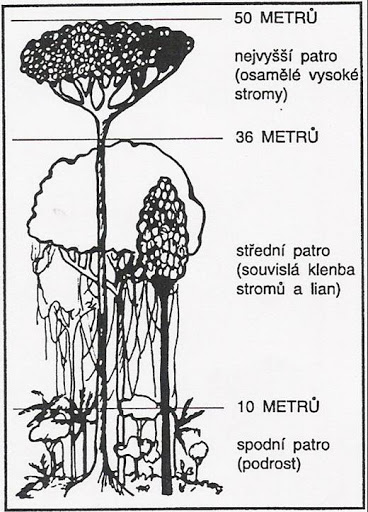 50 METRŮ
nejvyšší patro
(osamělé vysoké
stromy)
36 METRŮ
střední patro
(souvislá klenba
stromů a lian)
10 METRŮ
spodní patro
(podrost)